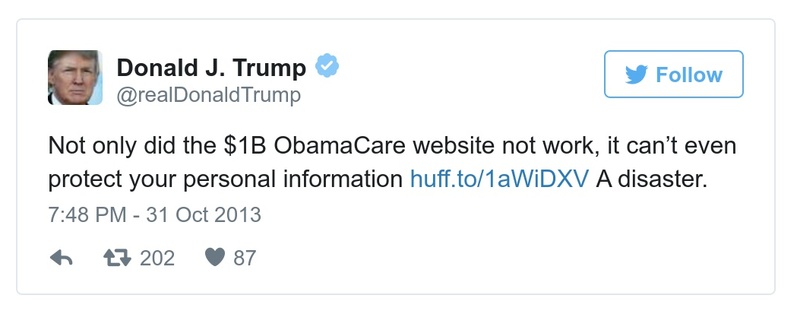 Donald J. Trump
Follow
@realDonaldTrump
Not only did the $1B ObamaCare website not work, it can’t even
protect your personal information huff.to/1aWiDXV A disaster.
7:48 PM - 31 Oct 2013
202 87